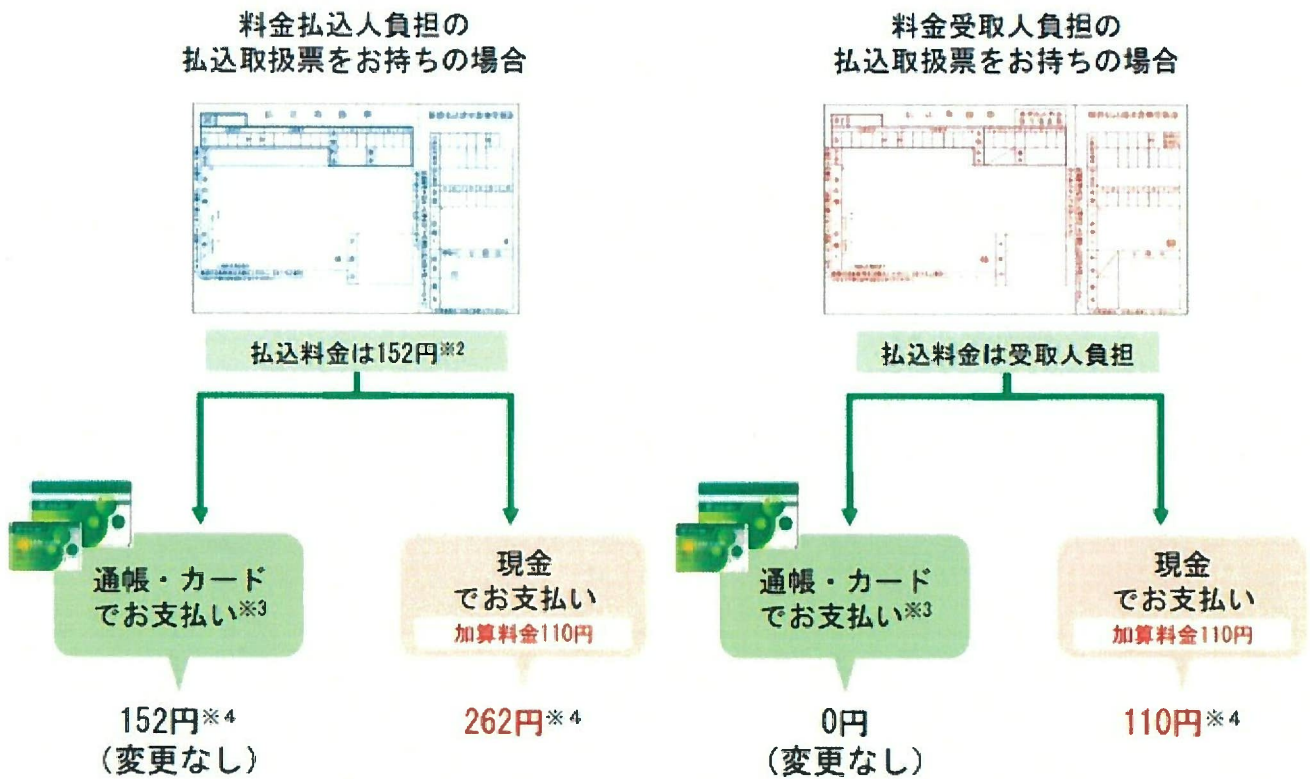 料金払込人負担の
払込取扱票をお持ちの場合
払込料金は152円※2
通帳・カード
でお支払い※3
152円※4
(変更なし)
現金
でお支払い
加算料金110円
262円※4
料金受取人負担の
払込取扱票をお持ちの場合
払込料金は受取人負担
通帳・カード
でお支払い※3
0円
(変更なし)
現金
でお支払い
加算料金110円
110円※4